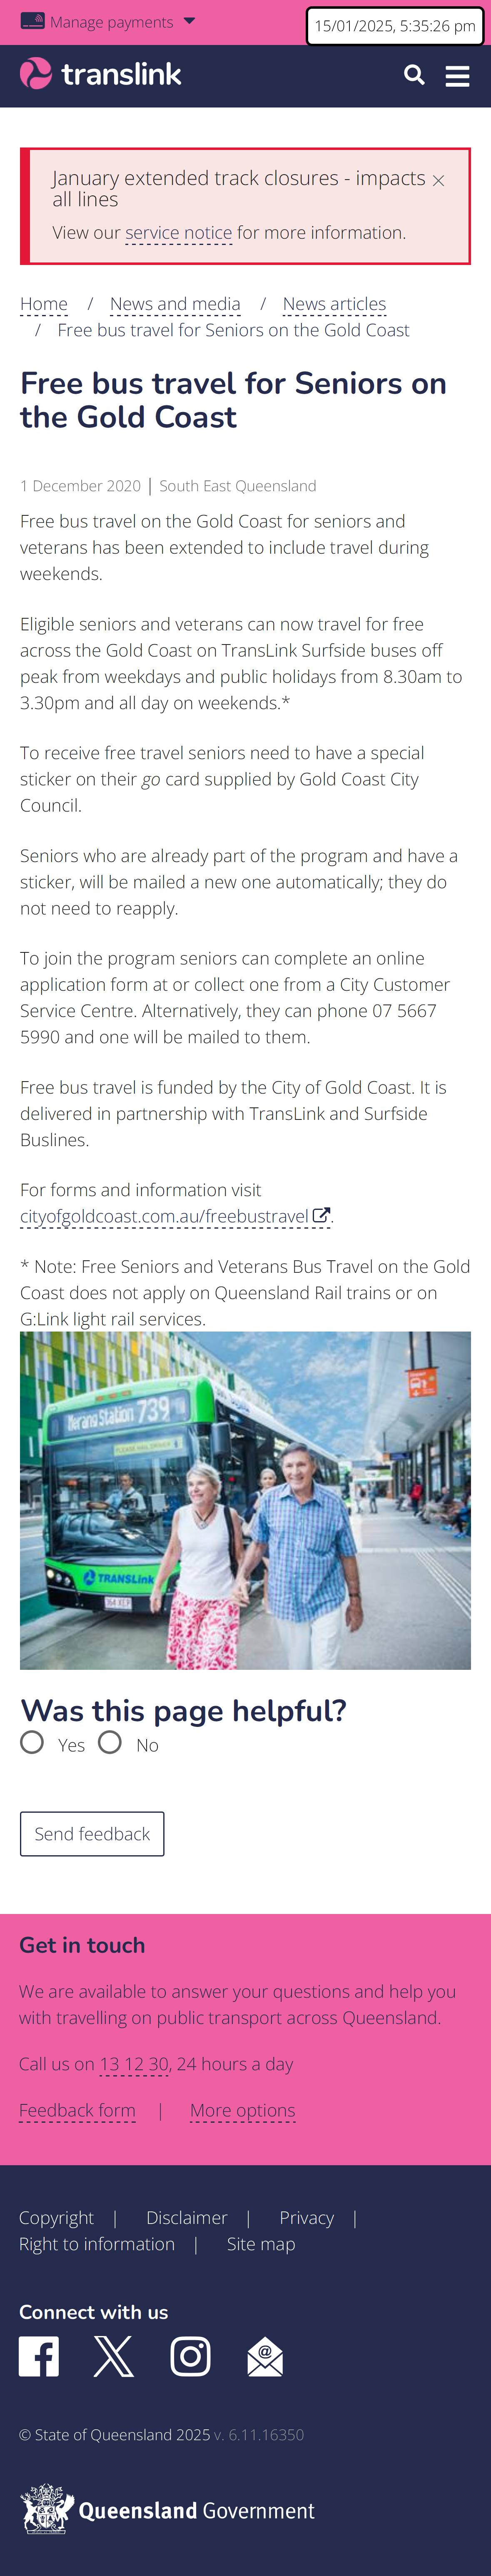 Manage payments
15/01/2025, 5:35:26 pm
translink
January extended track closures - impacts
all lines
View our service notice for more information.
Home / News and media / News articles
/ Free bus travel for Seniors on the Gold Coast
Free bus travel for Seniors on
the Gold Coast
1 December 2020 | South East Queensland
Free bus travel on the Gold Coast for seniors and
veterans has been extended to include travel during
weekends.
Eligible seniors and veterans can now travel for free
across the Gold Coast on TransLink Surfside buses off
peak from weekdays and public holidays from 8.30am to
3.30pm and all day on weekends.*
To receive free travel seniors need to have a special
sticker on their go card supplied by Gold Coast City
Council.
Seniors who are already part of the program and have a
sticker, will be mailed a new one automatically; they do
not need to reapply.
To join the program seniors can complete an online
application form at or collect one from a City Customer
Service Centre. Alternatively, they can phone 07 5667
5990 and one will be mailed to them.
Free bus travel is funded by the City of Gold Coast. It is
delivered in partnership with TransLink and Surfside
Buslines.
For forms and information visit
cityofgoldcoast.com.au/freebustravel.
* Note: Free Seniors and Veterans Bus Travel on the Gold
Coast does not apply on Queensland Rail trains or on
G:Link light rail services.
Nerang Station 739
PLEASE HAIL DRIVER
TRANSLink
Was this page helpful?
Yes No
Send feedback
Get in touch
We are available to answer your questions and help you
with travelling on public transport across Queensland.
Call us on 13 12 30, 24 hours a day
Feedback form | More options
Copyright | Disclaimer | Privacy |
Right to information | Site map
Connect with us
© State of Queensland 2025 v. 6.11.16350
Queensland Government